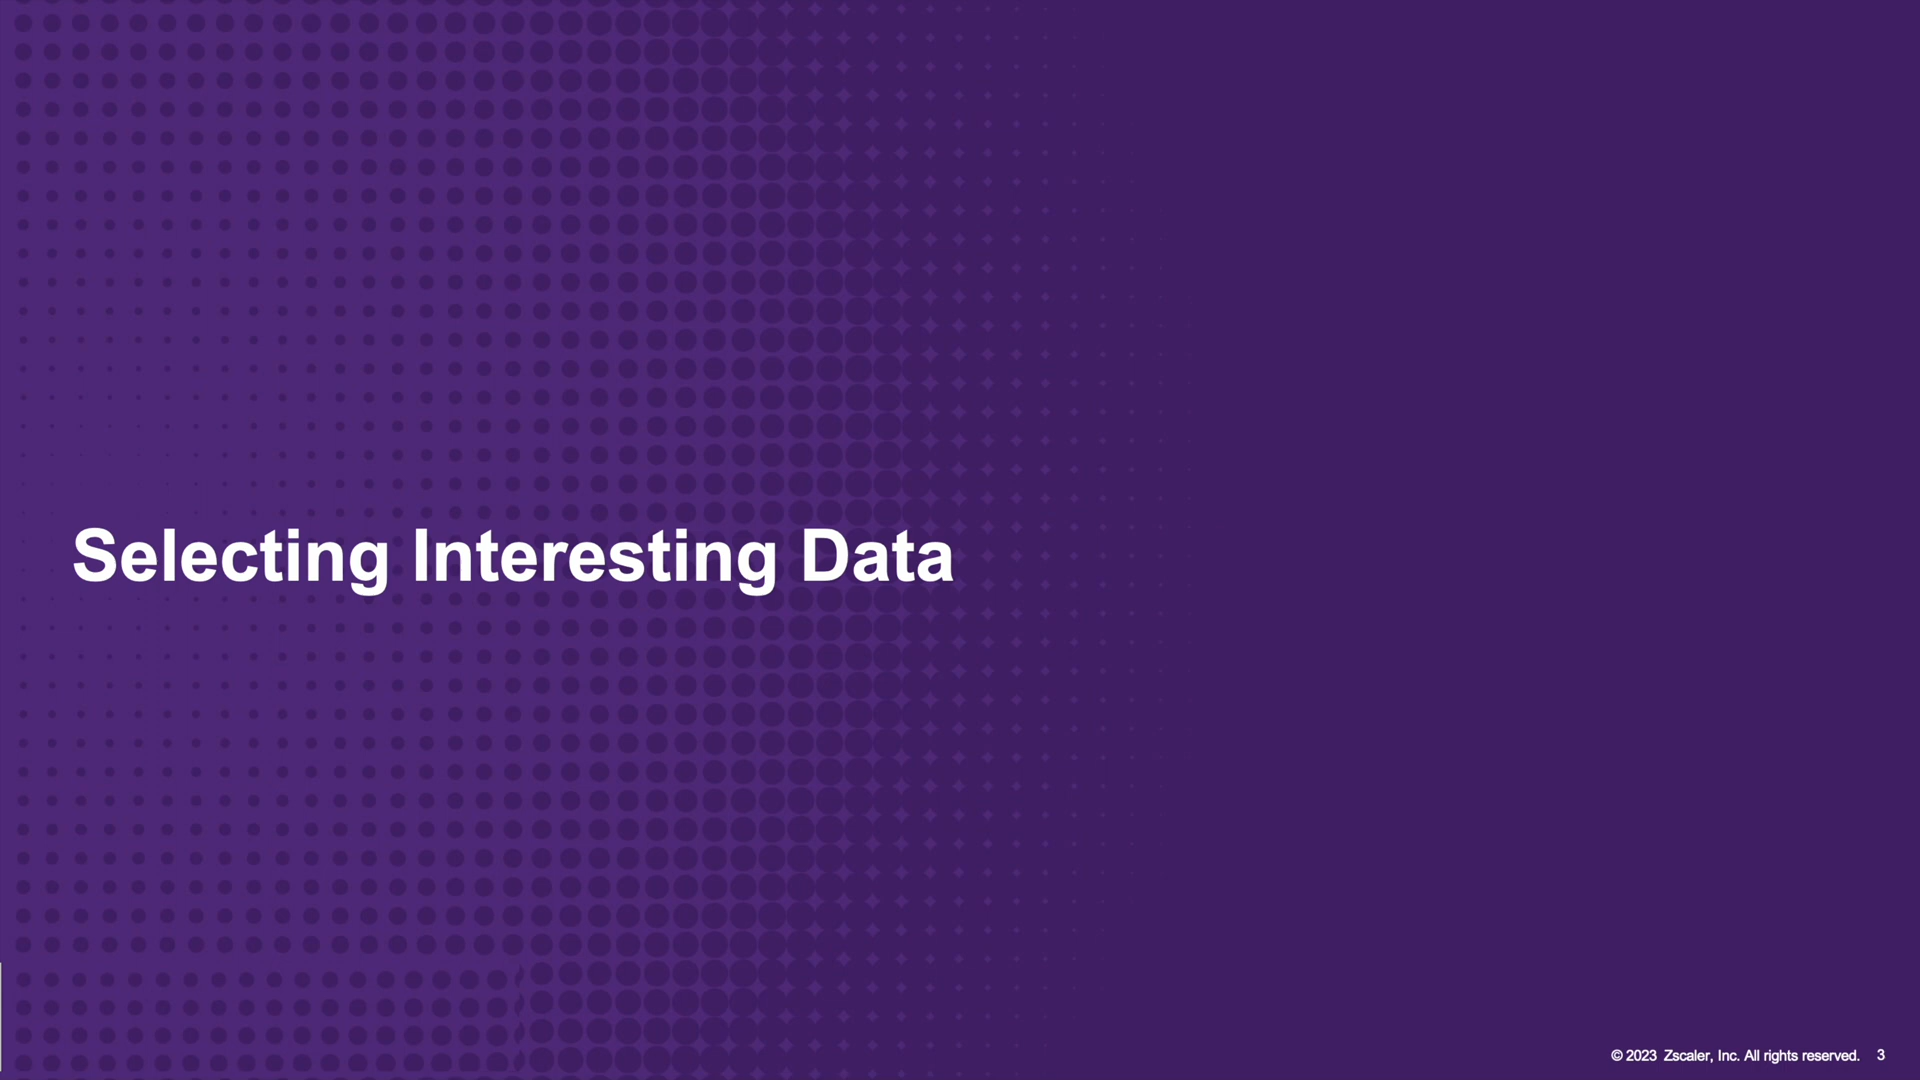 Selecting Interesting Data
© 2023 Zscaler, Inc. All rights reserved. 3